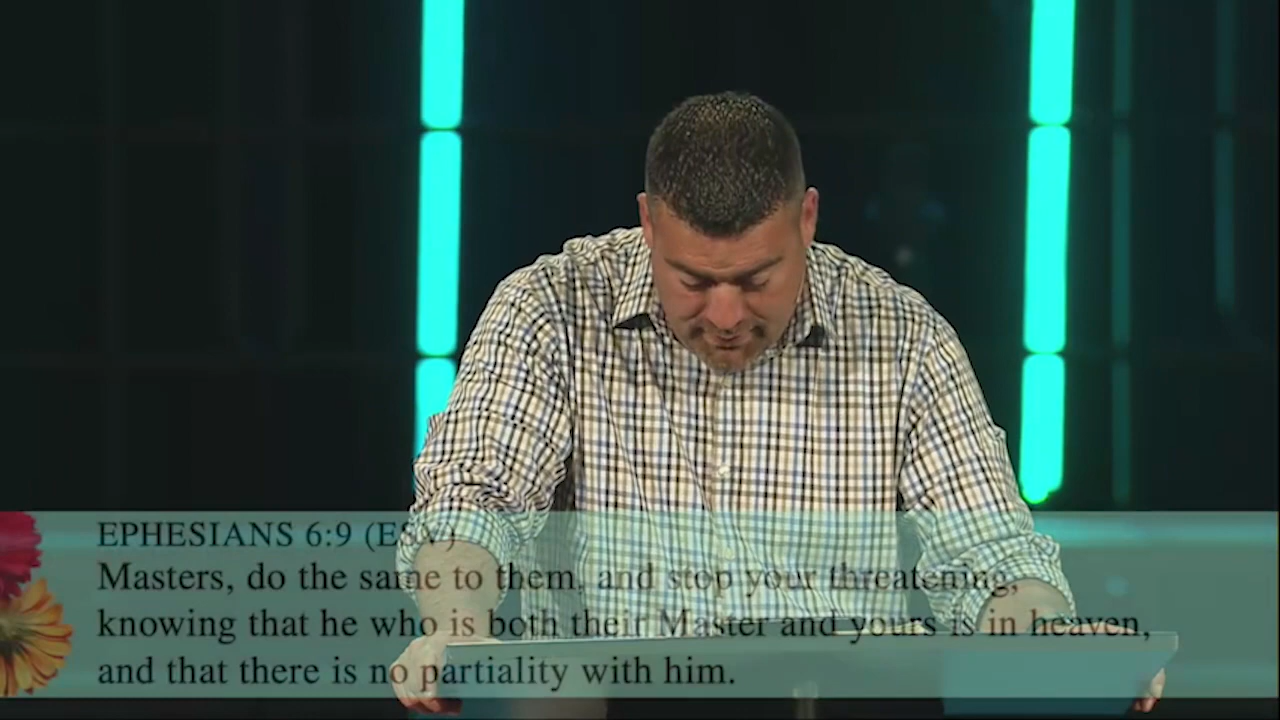 EPHESIANS 6:9 (ESV)
Masters, do the same to them, and stop your threatening,
knowing that he who is both their Master and yours is in heaven,
and that there is no partiality with him.